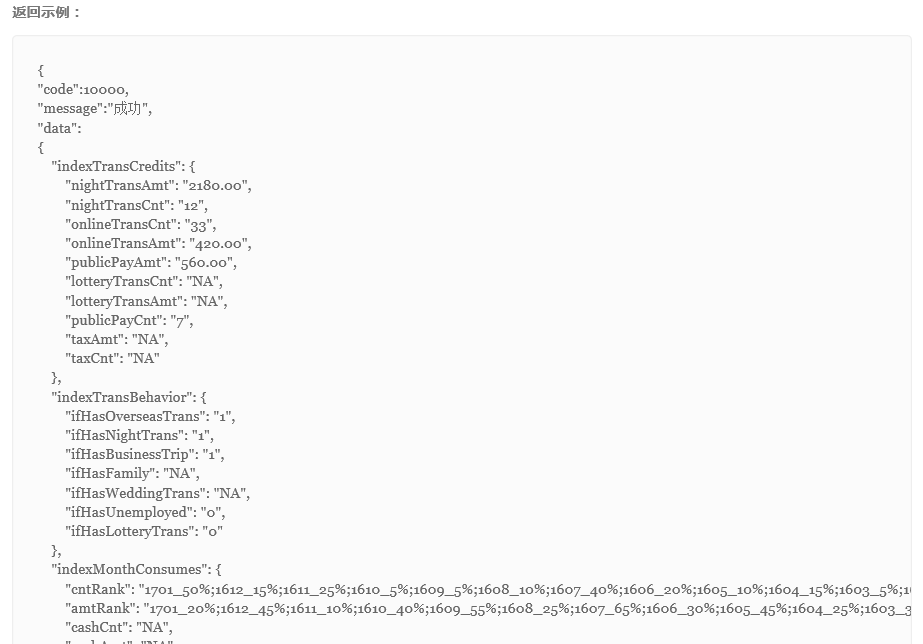 返回示例：
{
"code":10000,
"message":"成功",
"data":
{
"indexTransCredits": {
"nightTransAmt": "2180.00",
"nightTransCnt": "12",
"onlineTransCnt": "33",
"onlineTransAmt": "420.00",
"publicPayAmt": "560.00",
"lotteryTransCnt": "NA",
"lotteryTransAmt": "NA",
"publicPayCnt": "7",
"taxAmt": "NA",
"taxCnt": "NA"
},
"indexTransBehavior": {
"ifHasOverseasTrans": "1",
"ifHasNightTrans": "1",
"ifHasBusinessTrip": "1",
"ifHasFamily": "NA",
"ifHasWeddingTrans": "NA",
"ifHasUnemployed": "0",
"ifHasLotteryTrans": "0"
},
"indexMonthConsumes": {
"cntRank": "1701_50%;1612_15%;1611_25%;1610_5%;1609_5%;1608_10%;1607_40%;1606_20%;1605_10%;1604_15%;1603_5%;
"amtRank": "1701_20%;1612_45%;1611_10%;1610_40%;1609_55%;1608_25%;1607_65%;1606_30%;1605_45%;1604_25%;1603_3
"cashCnt": "NA",